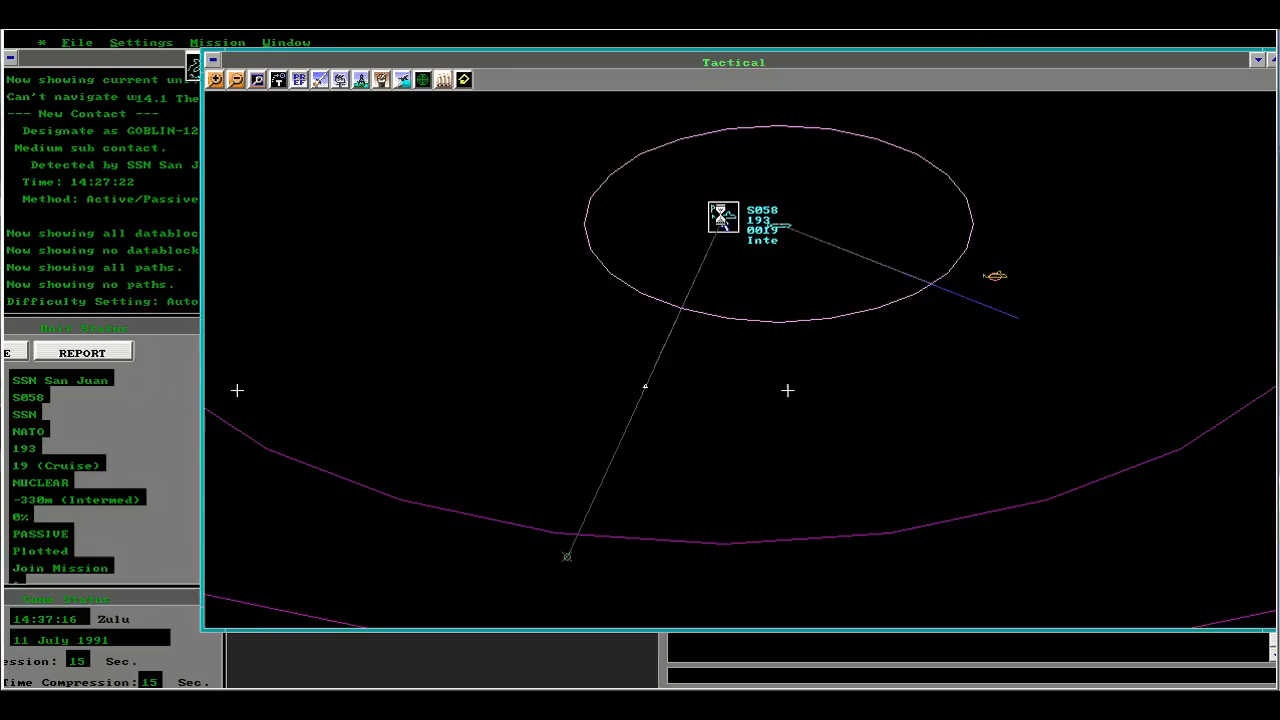 * File Settings Mission Window
Tactical
Now showing current un
Can't navigate u14.1 The
--- New Contact ---
Designate as GOBLIN-12
Medium sub contact.
Detected by SSN San J
Time: 14:27:22
Method: Active/Passive
Now showing all databloc
Now showing no datablock
Now showing all paths.
Now showing no paths.
Difficulty Setting: Auto
S058
193
0019
Inte
Unit Status
E REPORT
SSN San Juan
S058
SSN
NATO
193
19 (Cruise)
NUCLEAR
-330m (Intermed)
0%
PASSIVE
Plotted
Join Mission
Game Status
14:37:16 Zulu
11 July 1991
ession: 15 Sec.
Time Compression: 15 Sec.